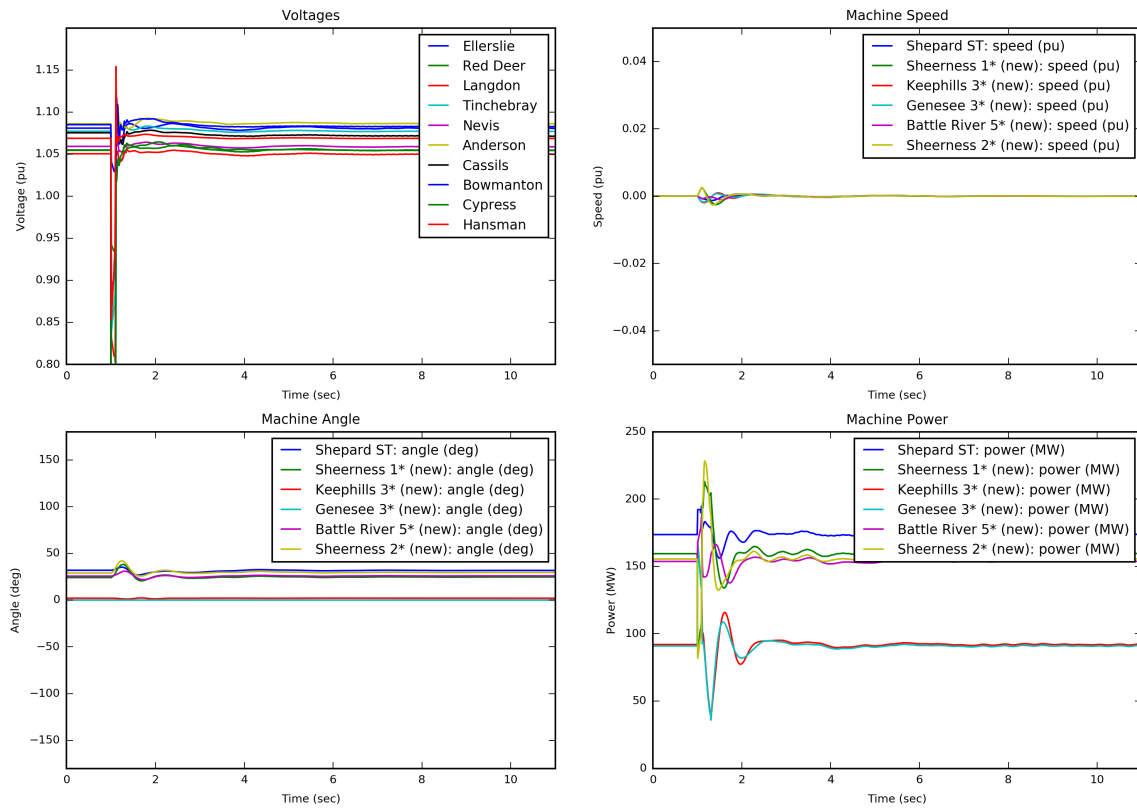 Voltages
1.15
1.10
1.05
1.00
0.95
0.90
0.85
0.80
Voltage (pu)
0
2
4
6
8
10
Time (sec)
Ellerslie
Red Deer
Langdon
Tinchebray
Nevis
Anderson
Cassils
Bowmanton
Cypress
Hansman
Machine Speed
0.04
0.02
0.00
−0.02
−0.04
Speed (pu)
0
2
4
6
8
10
Time (sec)
Shepard ST: speed (pu)
Sheerness 1* (new): speed (pu)
Keephills 3* (new): speed (pu)
Genesee 3* (new): speed (pu)
Battle River 5* (new): speed (pu)
Sheerness 2* (new): speed (pu)
Machine Angle
150
100
50
0
−50
−100
−150
Angle (deg)
0
2
4
6
8
10
Time (sec)
Shepard ST: angle (deg)
Sheerness 1* (new): angle (deg)
Keephills 3* (new): angle (deg)
Genesee 3* (new): angle (deg)
Battle River 5* (new): angle (deg)
Sheerness 2* (new): angle (deg)
Machine Power
250
200
150
100
50
0
Power (MW)
0
2
4
6
8
10
Time (sec)
Shepard ST: power (MW)
Sheerness 1* (new): power (MW)
Keephills 3* (new): power (MW)
Genesee 3* (new): power (MW)
Battle River 5* (new): power (MW)
Sheerness 2* (new): power (MW)